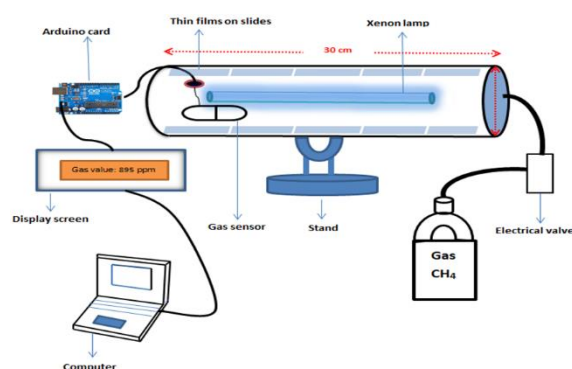 Thin films on slides
Xenon lamp
Arduino card
30 cm
Gas value: 895 ppm
Display screen
Gas sensor
Stand
Electrical valve
Gas
CH₄
Computer